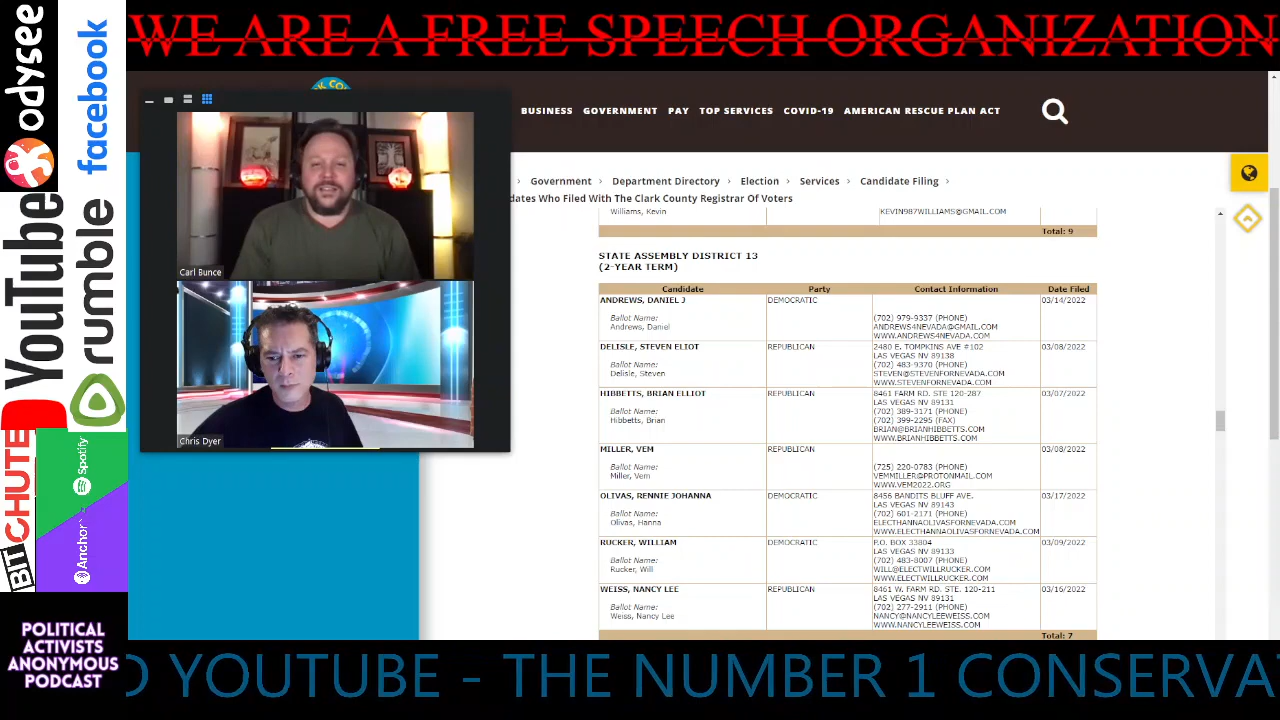 WE ARE A FREE SPEECH ORGANIZATION
odysee
facebook
YouTube
rumble
BITCHUTE
Spotify
Anchor
POLITICAL
ACTIVISTS
ANONYMOUS
PODCAST
BUSINESS GOVERNMENT PAY TOP SERVICES COVID-19 AMERICAN RESCUE PLAN ACT
Carl Bunce
Chris Dyer
› Government › Department Directory › Election › Services › Candidate Filing ›
dates Who Filed With The Clark County Registrar Of Voters
Williams, Kevin KEVIN987WILLIAMS@GMAIL.COM
Total: 9
STATE ASSEMBLY DISTRICT 13
(2-YEAR TERM)
Candidate Party Contact Information Date Filed
ANDREWS, DANIEL J DEMOCRATIC 03/14/2022
Ballot Name: (702) 979-9337 (PHONE)
Andrews, Daniel ANDREWS4NEVADA@GMAIL.COM
WWW.ANDREWS4NEVADA.COM
DELISLE, STEVEN ELIOT REPUBLICAN 2480 E. TOMPKINS AVE #102 03/08/2022
LAS VEGAS NV 89138
Ballot Name: (702) 483-9370 (PHONE)
Delisle, Steven STEVEN@STEVENFORNEVADA.COM
WWW.STEVENFORNEVADA.COM
HIBBETTS, BRIAN ELLIOT REPUBLICAN 8461 FARM RD. STE 120-287 03/07/2022
LAS VEGAS NV 89131
Ballot Name: (702) 389-3171 (PHONE)
Hibbetts, Brian (702) 399-2295 (FAX)
BRIAN@BRIANHIBBETTS.COM
WWW.BRIANHIBBETTS.COM
MILLER, VEM REPUBLICAN 03/08/2022
Ballot Name: (725) 220-0783 (PHONE)
Miller, Vem VEMMILLER@PROTONMAIL.COM
WWW.VEM2022.ORG
OLIVAS, RENNIE JOHANNA DEMOCRATIC 8456 BANDITS BLUFF AVE. 03/17/2022
LAS VEGAS NV 89143
Ballot Name: (702) 601-2171 (PHONE)
Olivas, Hanna ELECTHANNAOLIVASFORNEVADA.COM
WWW.ELECTHANNAOLIVASFORNEVADA.COM
RUCKER, WILLIAM DEMOCRATIC P.O. BOX 33804 03/09/2022
LAS VEGAS NV 89133
Ballot Name: (702) 483-8007 (PHONE)
Rucker, Will WILL@ELECTWILLRUCKER.COM
WWW.ELECTWILLRUCKER.COM
WEISS, NANCY LEE REPUBLICAN 8461 W. FARM RD. STE. 120-211 03/16/2022
LAS VEGAS NV 89131
Ballot Name: (702) 277-2911 (PHONE)
Weiss, Nancy Lee NANCY@NANCYLEEWEISS.COM
WWW.NANCYLEEWEISS.COM
Total: 7
D YOUTUBE - THE NUMBER 1 CONSERVA